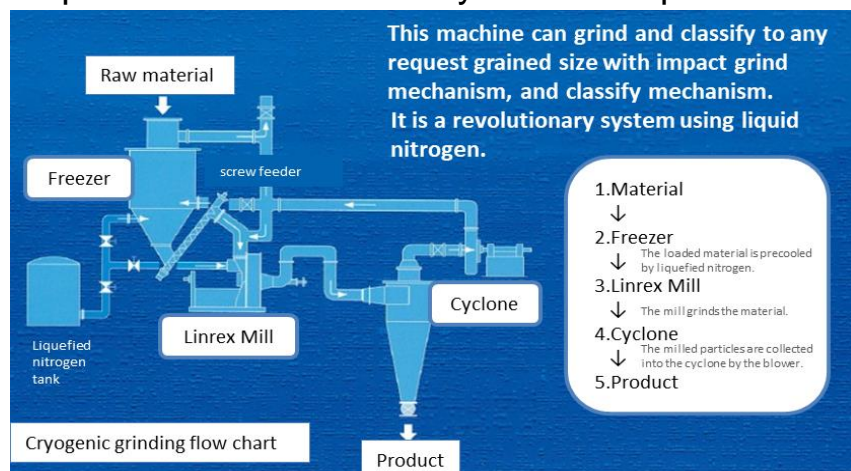 This machine can grind and classify to any
request grained size with impact grind
mechanism, and classify mechanism.
It is a revolutionary system using liquid
nitrogen.
Raw material
Freezer
screw feeder
Linrex Mill
Cyclone
Liquefied
nitrogen
tank
Cryogenic grinding flow chart
Product
1.Material
↓
2.Freezer
↓ The loaded material is precooled
by liquefied nitrogen.
3.Linrex Mill
↓ The mill grinds the material.
4.Cyclone
↓ The milled particles are collected
into the cyclone by the blower.
5.Product